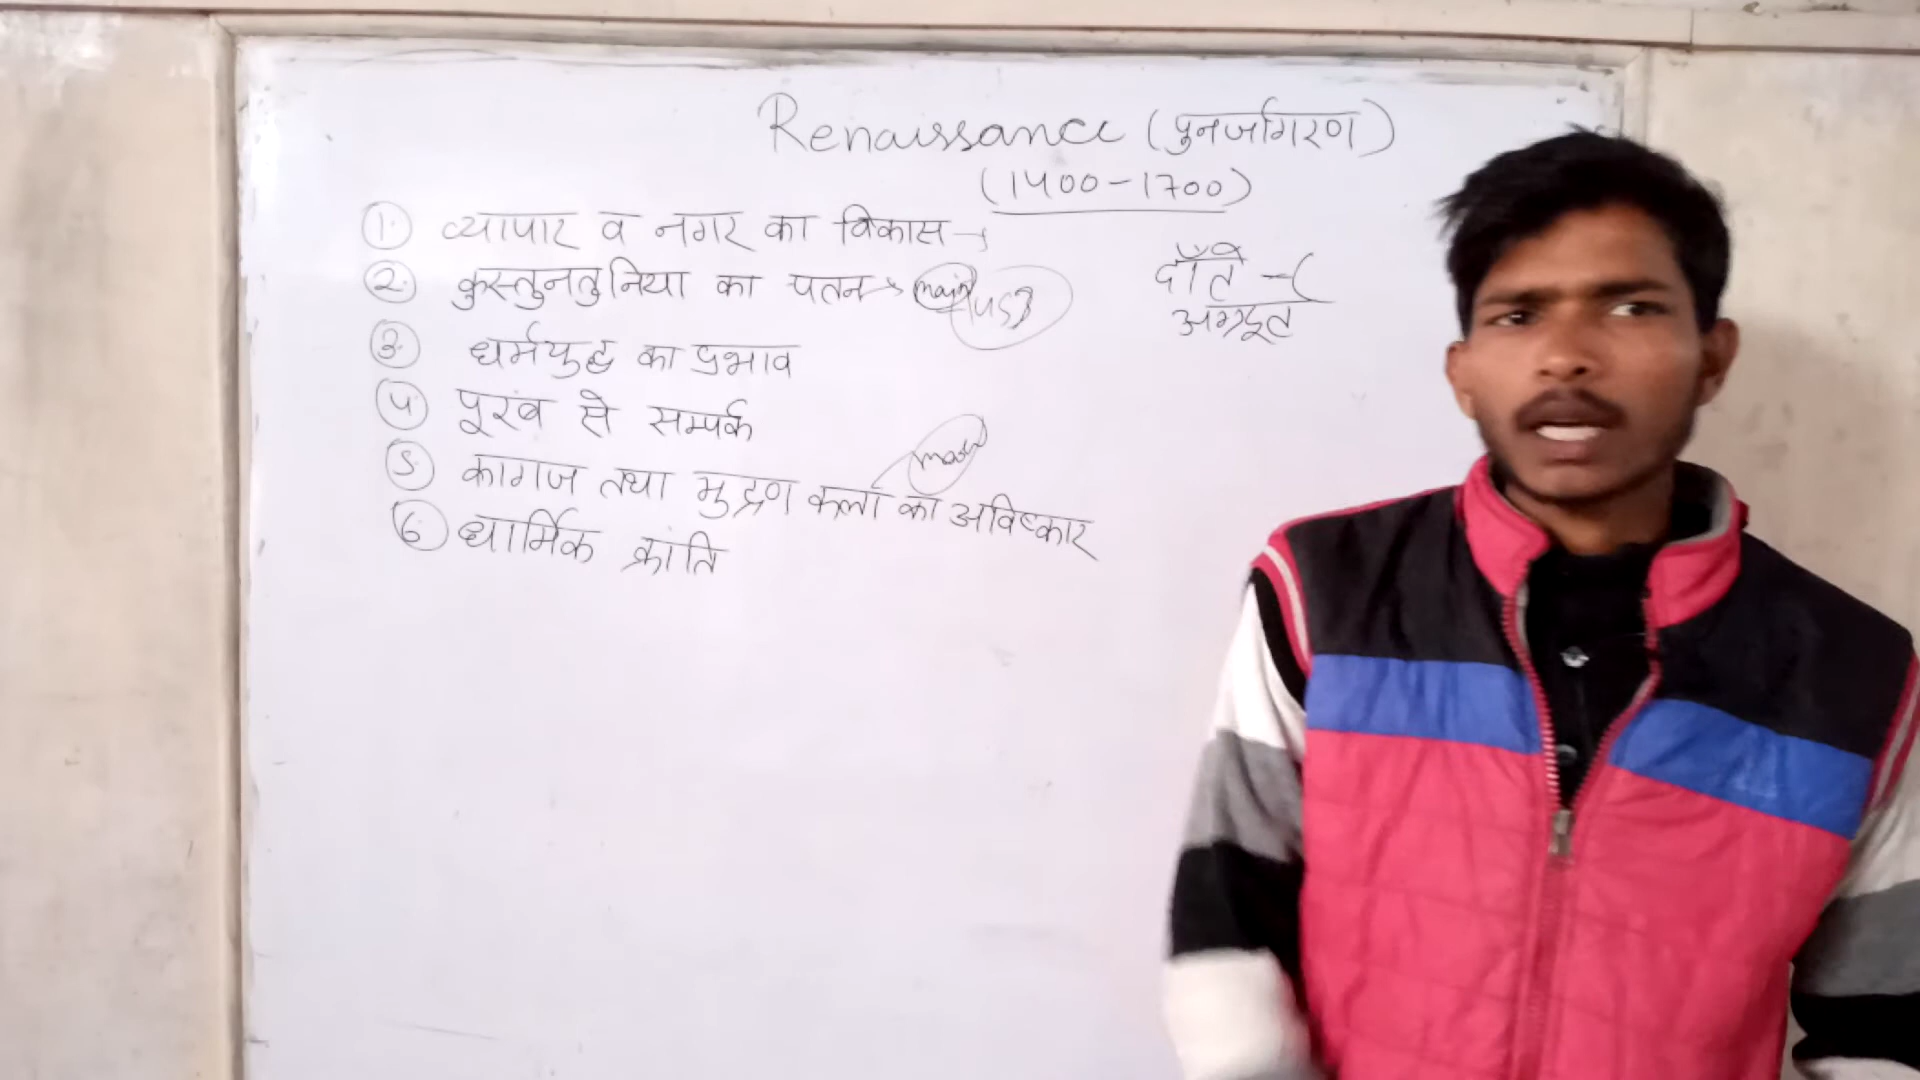 Renaissance (पुनर्जागरण)
(1400-1700)
1. व्यापार व नगर का विकास →
2. कुस्तुनतुनिया का पतन → main 1453
3. धर्मयुद्ध का प्रभाव
4. पूरब से सम्पर्क
5. कागज तथा मुद्रण कला का अविष्कार
6. धार्मिक क्रांति
दाँते - (
अग्रदूत